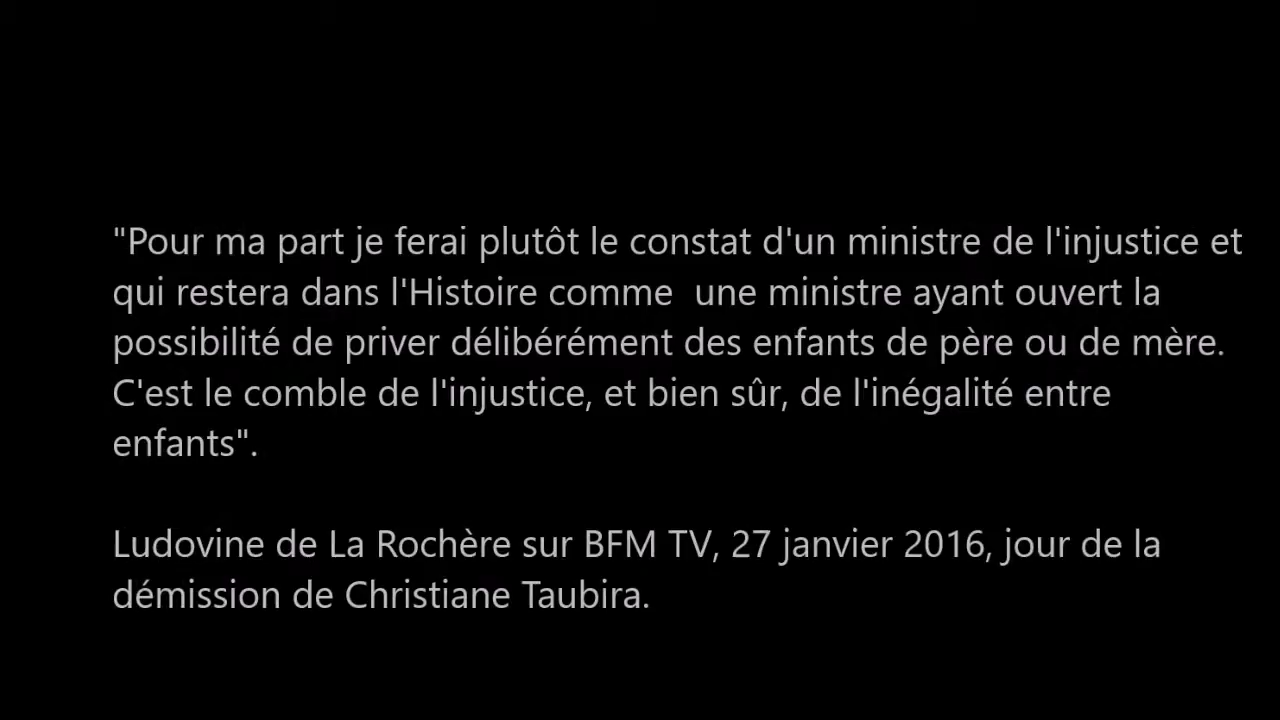 "Pour ma part je ferai plutôt le constat d'un ministre de l'injustice et
qui restera dans l'Histoire comme  une ministre ayant ouvert la
possibilité de priver délibérément des enfants de père ou de mère.
C'est le comble de l'injustice, et bien sûr, de l'inégalité entre
enfants".
Ludovine de La Rochère sur BFM TV, 27 janvier 2016, jour de la
démission de Christiane Taubira.